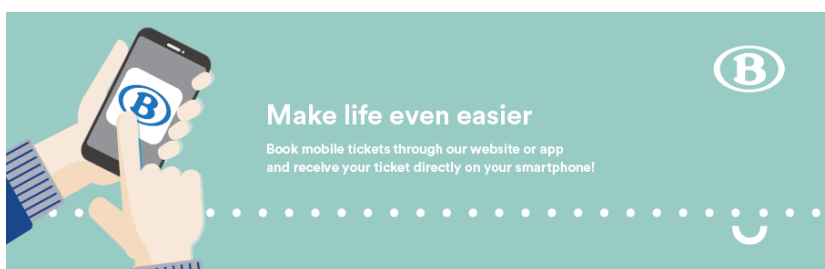 B
B
Make life even easier
Book mobile tickets through our website or app
and receive your ticket directly on your smartphone!